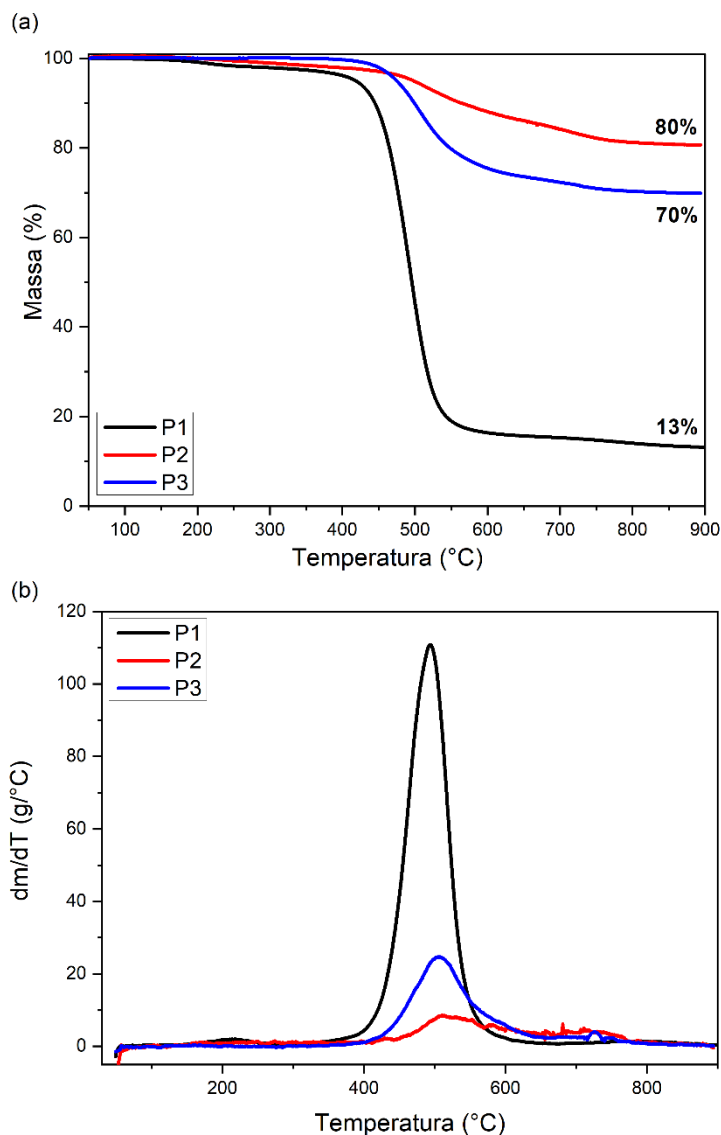 (a)
100
80
60
40
20
0
Massa (%)
80%
70%
13%
P1
P2
P3
100 200 300 400 500 600 700 800 900
Temperatura (°C)
(b)
120
100
80
60
40
20
0
dm/dT (g/°C)
P1
P2
P3
200 400 600 800
Temperatura (°C)